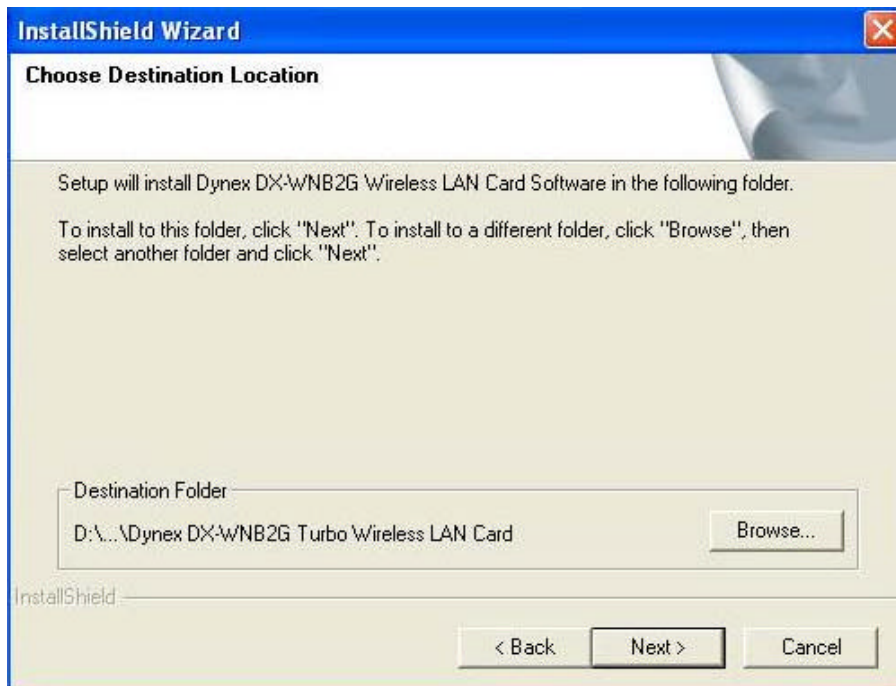 InstallShield Wizard
Choose Destination Location
Setup will install Dynex DX-WNB2G Wireless LAN Card Software in the following folder.
To install to this folder, click "Next". To install to a different folder, click "Browse", then
select another folder and click "Next".
Destination Folder
D:\...\Dynex DX-WNB2G Turbo Wireless LAN Card
Browse...
InstallShield
< Back
Next >
Cancel